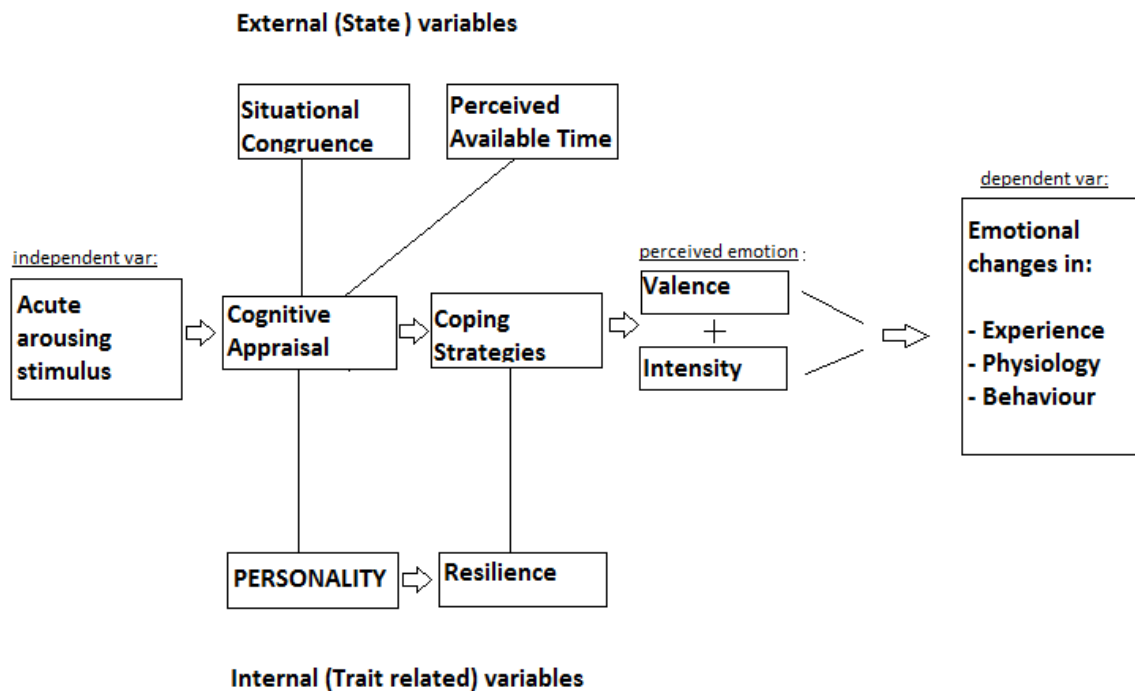 External (State) variables
Situational
Congruence
Perceived
Available Time
independent var:
Acute
arousing
stimulus
Cognitive
Appraisal
Coping
Strategies
perceived emotion :
Valence
+
Intensity
dependent var:
Emotional
changes in:
- Experience
- Physiology
- Behaviour
PERSONALITY
Resilience
Internal (Trait related) variables